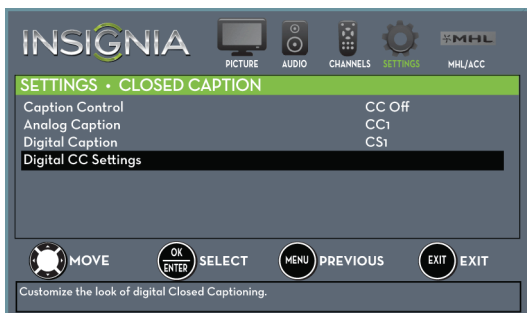 INSIGNIA
PICTURE AUDIO CHANNELS SETTINGS MHL MHL/ACC
SETTINGS • CLOSED CAPTION
Caption Control CC Off
Analog Caption CC1
Digital Caption CS1
Digital CC Settings
MOVE OK ENTER SELECT MENU PREVIOUS EXIT EXIT
Customize the look of digital Closed Captioning.